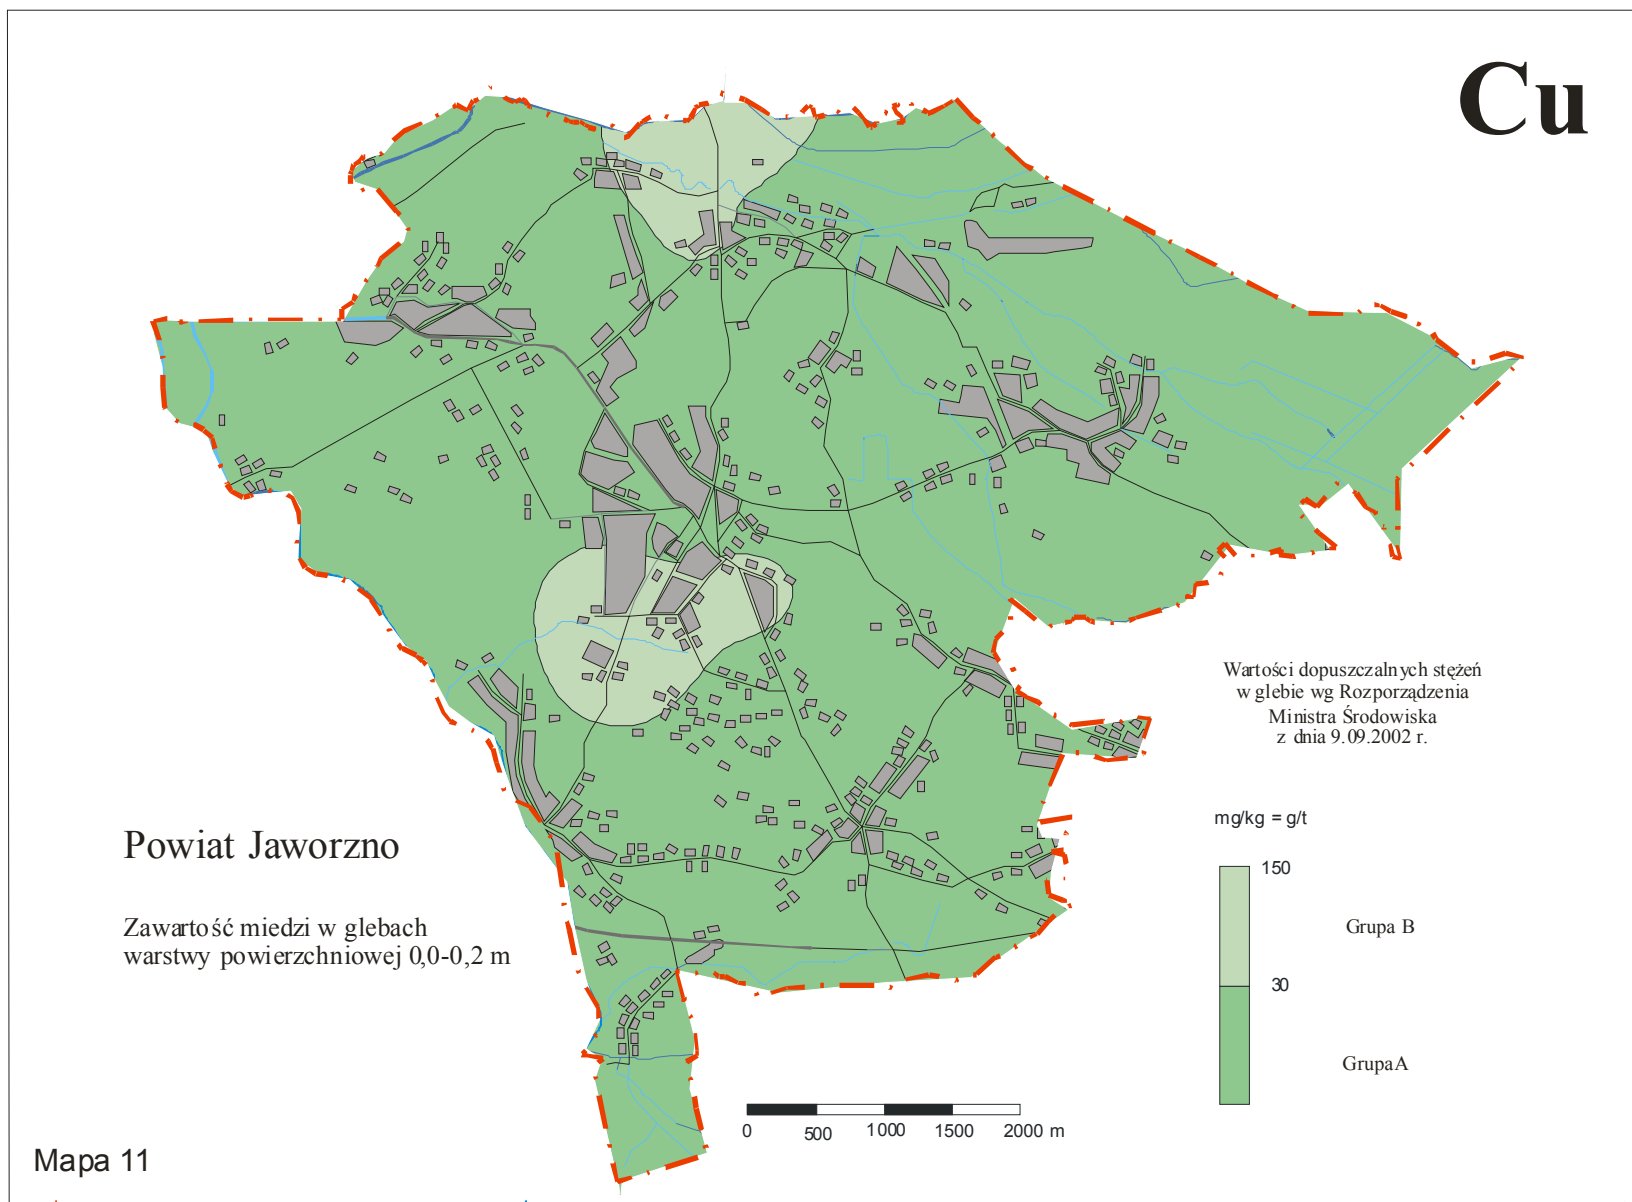 Cu
Wartości dopuszczalnych stężeń
w glebie wg Rozporządzenia
Ministra Środowiska
z dnia 9.09.2002 r.
mg/kg = g/t
150
Grupa B
30
Grupa A
Powiat Jaworzno
Zawartość miedzi w glebach
warstwy powierzchniowej 0,0-0,2 m
0 500 1000 1500 2000 m
Mapa 11